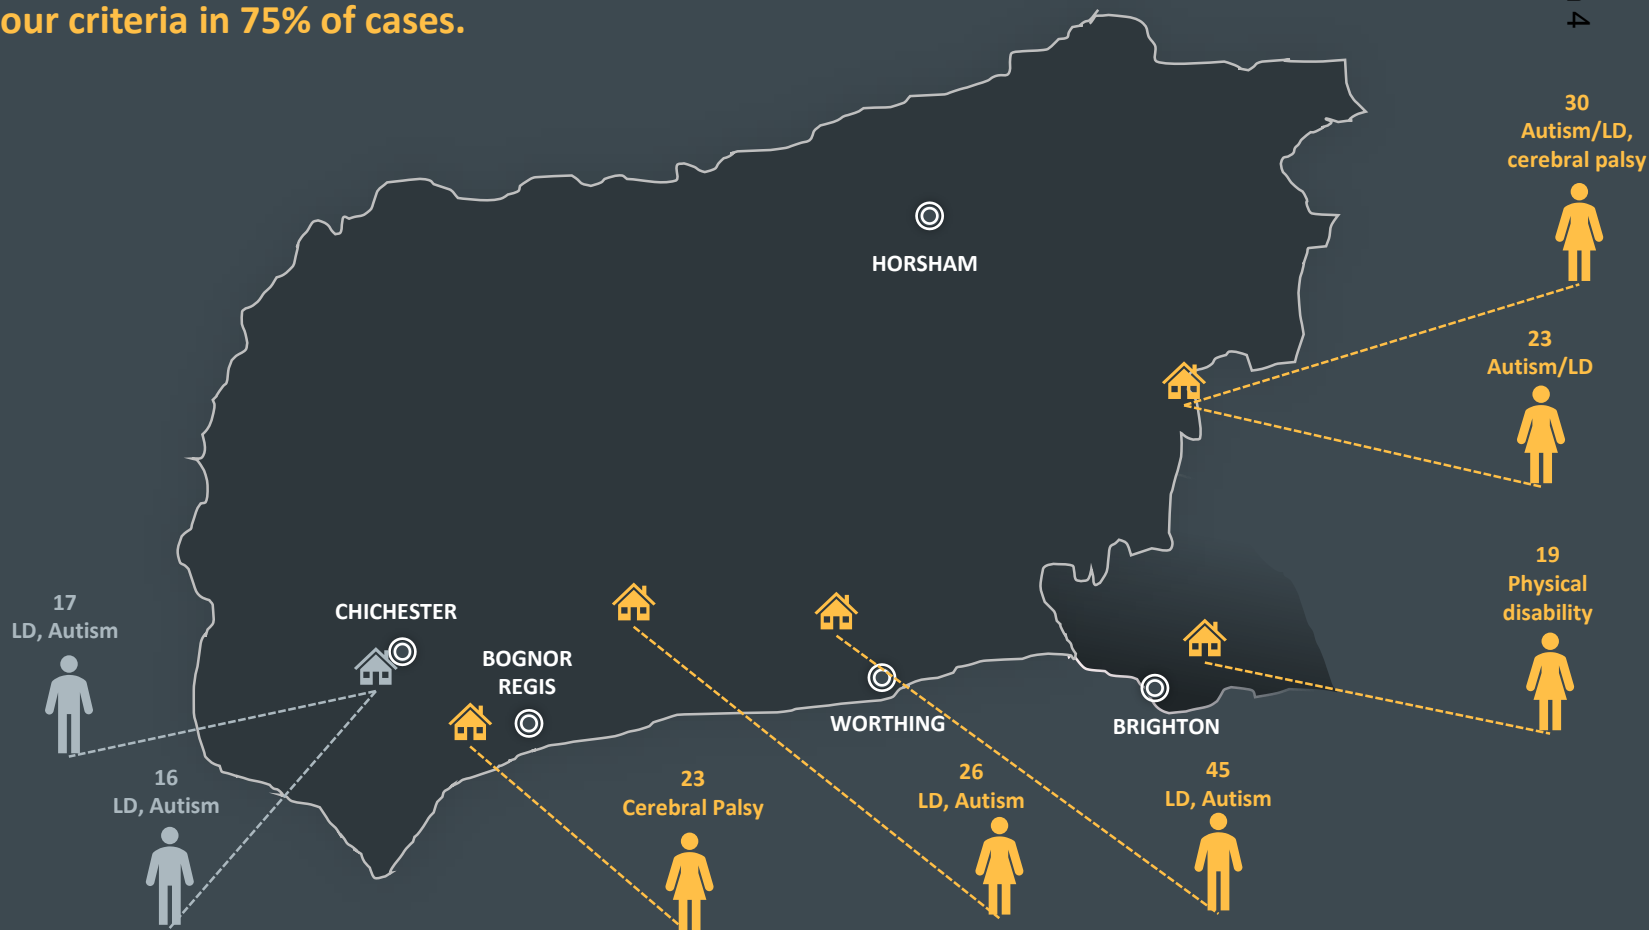 our criteria in 75% of cases.
4
30
Autism/LD,
cerebral palsy
HORSHAM
23
Autism/LD
19
Physical
disability
17
LD, Autism
CHICHESTER
BOGNOR
REGIS
WORTHING
BRIGHTON
16
LD, Autism
23
Cerebral Palsy
26
LD, Autism
45
LD, Autism